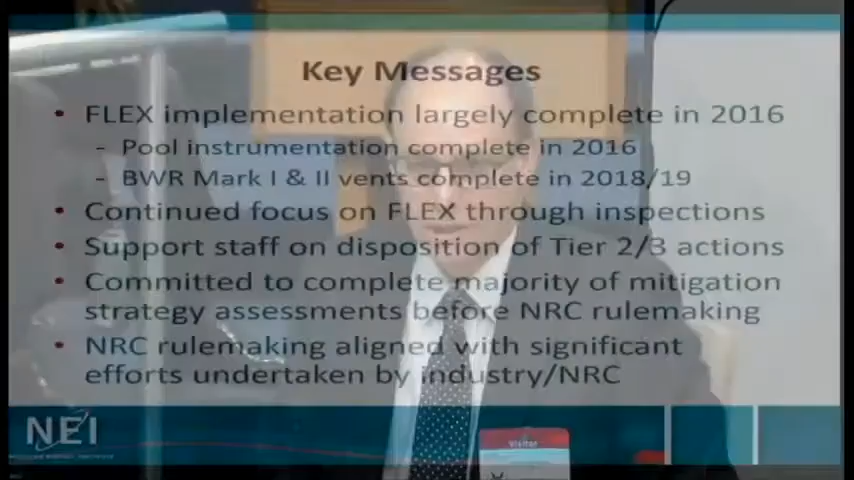 Key Messages
• FLEX implementation largely complete in 2016
- Pool instrumentation complete in 2016
- BWR Mark I & II vents complete in 2018/19
• Continued focus on FLEX through inspections
• Support staff on disposition of Tier 2/3 actions
• Committed to complete majority of mitigation
strategy assessments before NRC rulemaking
• NRC rulemaking aligned with significant
efforts undertaken by industry/NRC
NEI
Visitor